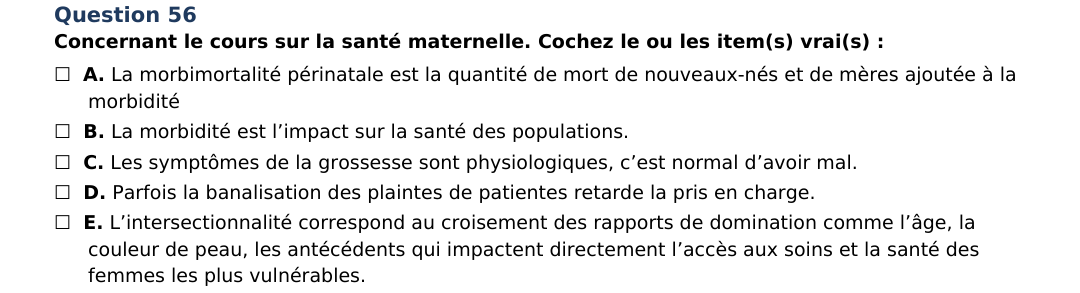 Question 56
Concernant le cours sur la santé maternelle. Cochez le ou les item(s) vrai(s) :
☐ A. La morbimortalité périnatale est la quantité de mort de nouveaux-nés et de mères ajoutée à la
morbidité
☐ B. La morbidité est l’impact sur la santé des populations.
☐ C. Les symptômes de la grossesse sont physiologiques, c’est normal d’avoir mal.
☐ D. Parfois la banalisation des plaintes de patientes retarde la pris en charge.
☐ E. L’intersectionnalité correspond au croisement des rapports de domination comme l’âge, la
couleur de peau, les antécédents qui impactent directement l’accès aux soins et la santé des
femmes les plus vulnérables.